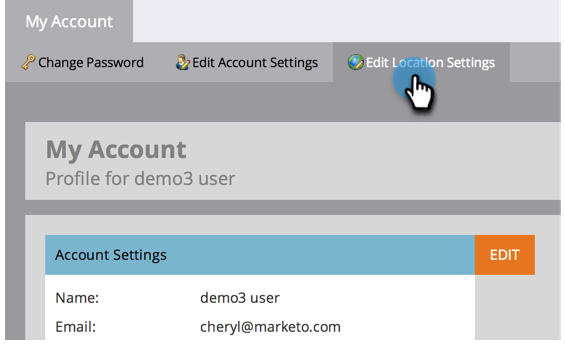 My Account
Change Password Edit Account Settings Edit Location Settings
My Account
Profile for demo3 user
Account Settings EDIT
Name: demo3 user
Email: cheryl@marketo.com